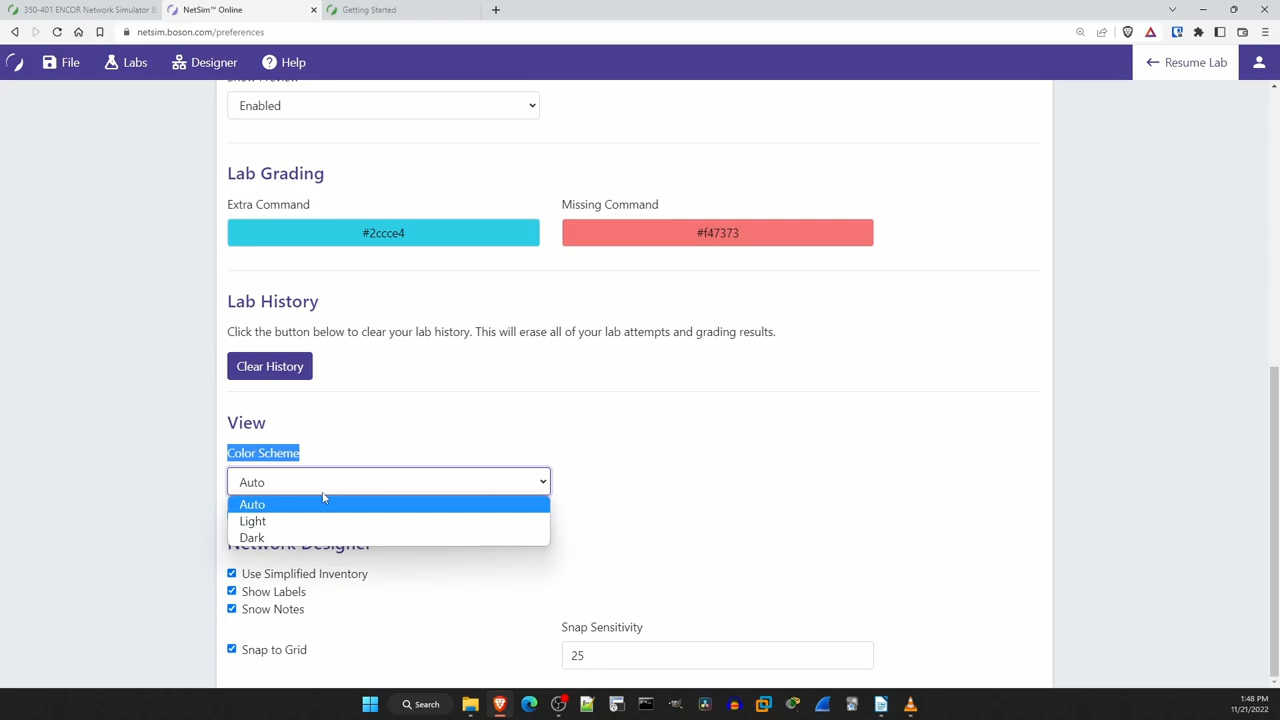 350-401 ENCOR Network Simulator &
NetSim™ Online
Getting Started
netsim.boson.com/preferences
File
Labs
Designer
Help
Resume Lab
Show Preview
Enabled
Lab Grading
Extra Command
Missing Command
#2ccce4
#f47373
Lab History
Click the button below to clear your lab history. This will erase all of your lab attempts and grading results.
Clear History
View
Color Scheme
Auto
Auto
Light
Dark
Network Designer
Use Simplified Inventory
Show Labels
Snow Notes
Snap Sensitivity
Snap to Grid
25
Search
1:48 PM
11/21/2022